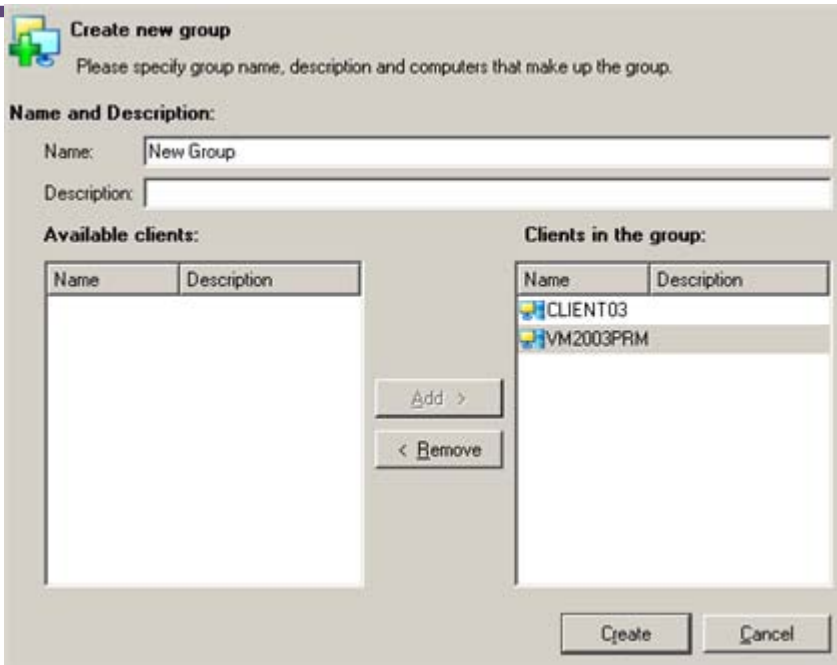 Create new group
Please specify group name, description and computers that make up the group.
Name and Description:
Name: New Group
Description:
Available clients:
Name Description
Add >
< Remove
Clients in the group:
Name Description
CLIENT03
VM2003PRM
Create Cancel